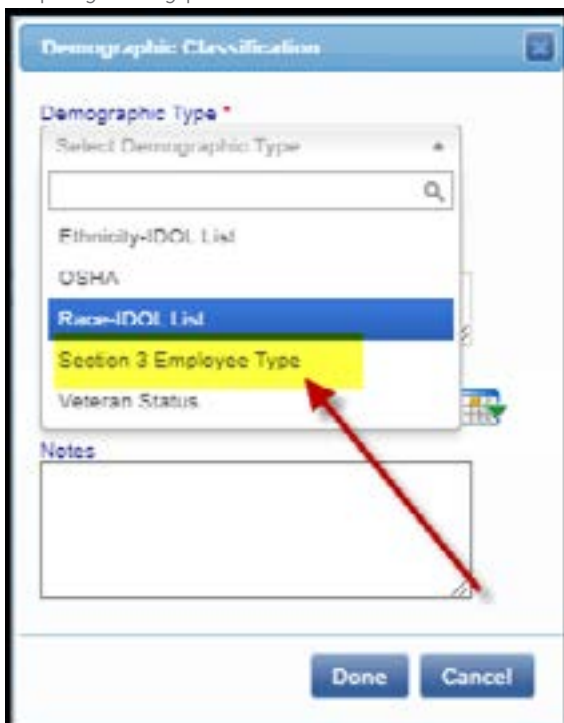 Demographic Classification
Demographic Type *
Select Demographic Type
Ethnicity-IDOL List
OSHA
Race-IDOL List
Section 3 Employee Type
Veteran Status
Notes
Done Cancel